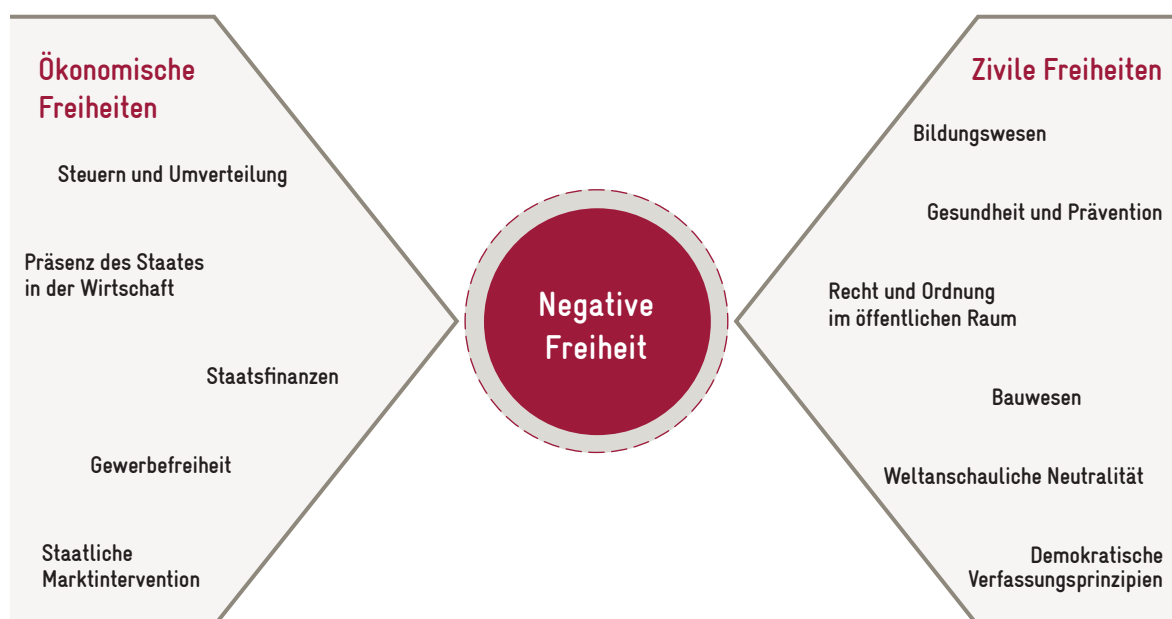 Ökonomische
Freiheiten
Steuern und Umverteilung
Präsenz des Staates
in der Wirtschaft
Staatsfinanzen
Gewerbefreiheit
Staatliche
Marktintervention
Negative
Freiheit
Zivile Freiheiten
Bildungswesen
Gesundheit und Prävention
Recht und Ordnung
im öffentlichen Raum
Bauwesen
Weltanschauliche Neutralität
Demokratische
Verfassungsprinzipien